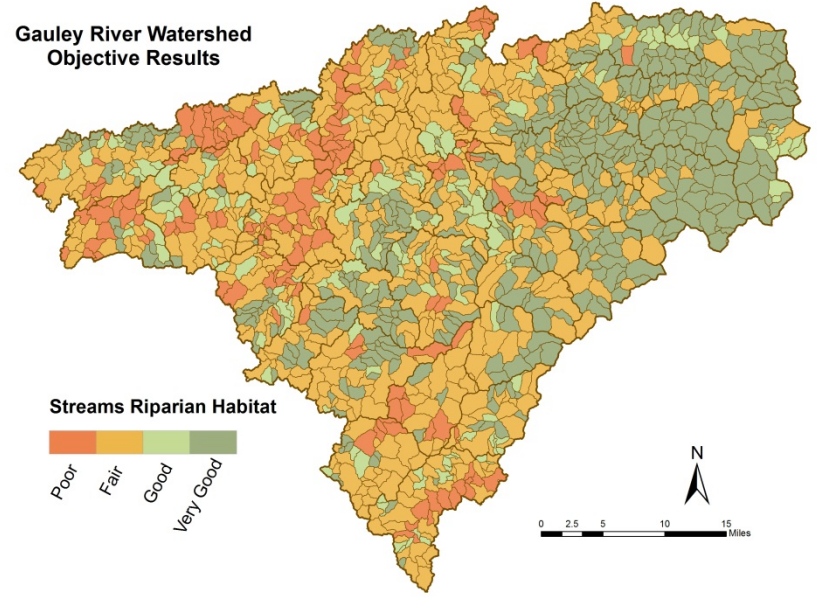 Gauley River Watershed
Objective Results
Streams Riparian Habitat
Poor
Fair
Good
Very Good
N
0 2.5 5 10 15
Miles